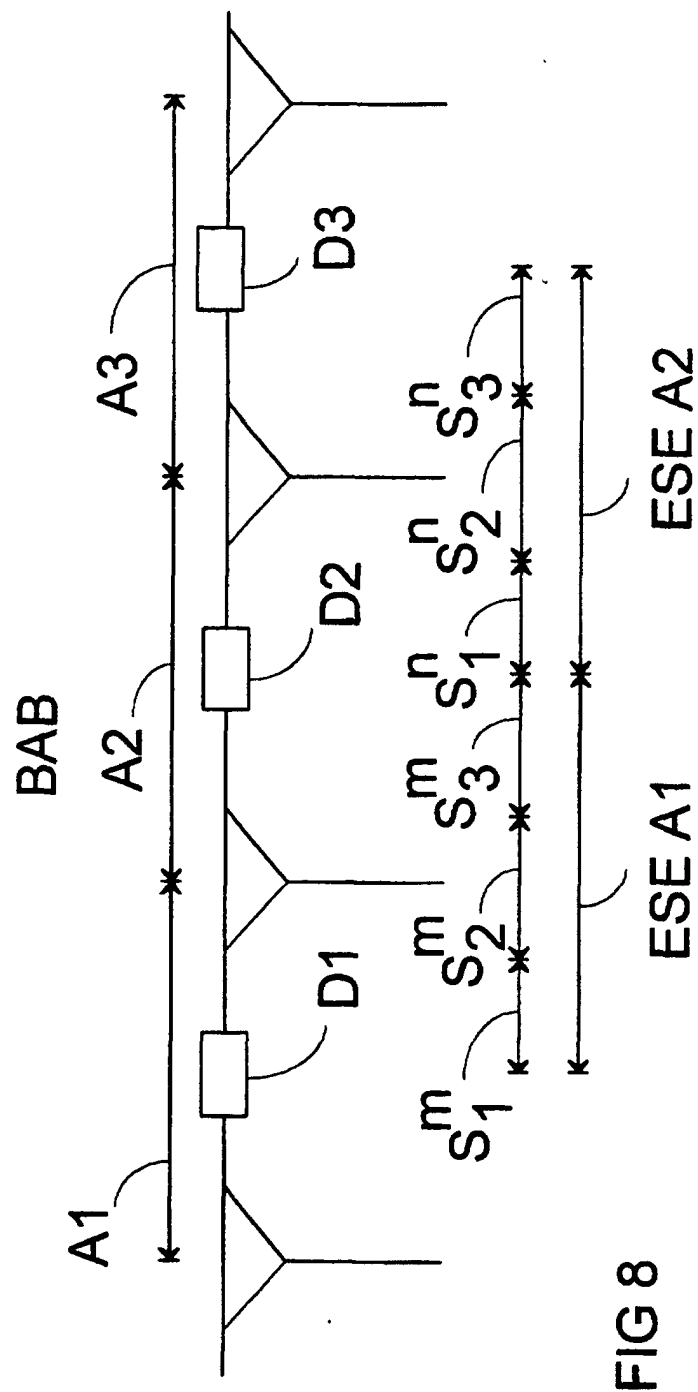 BAB
A1
A2
A3
D1
D2
D3
S₁ᵐ
S₂ᵐ
S₃ᵐ
S₁ⁿ
S₂ⁿ
S₃ⁿ
ESE A1
ESE A2
FIG 8